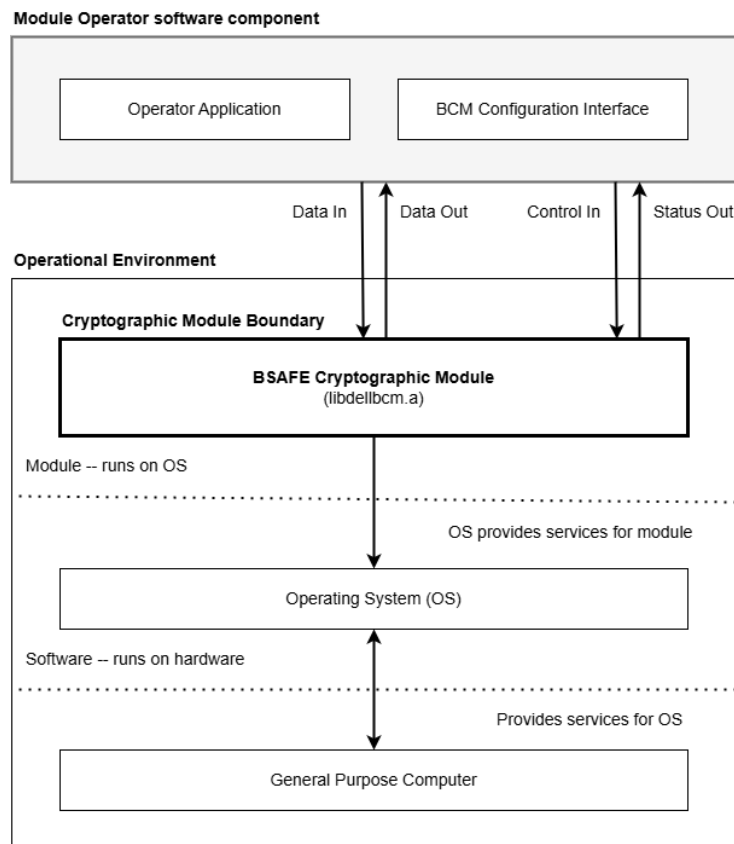 Module Operator software component
Operator Application
BCM Configuration Interface
Data In
Data Out
Control In
Status Out
Operational Environment
Cryptographic Module Boundary
BSAFE Cryptographic Module
(libdellbcm.a)
Module -- runs on OS
OS provides services for module
Operating System (OS)
Software -- runs on hardware
Provides services for OS
General Purpose Computer